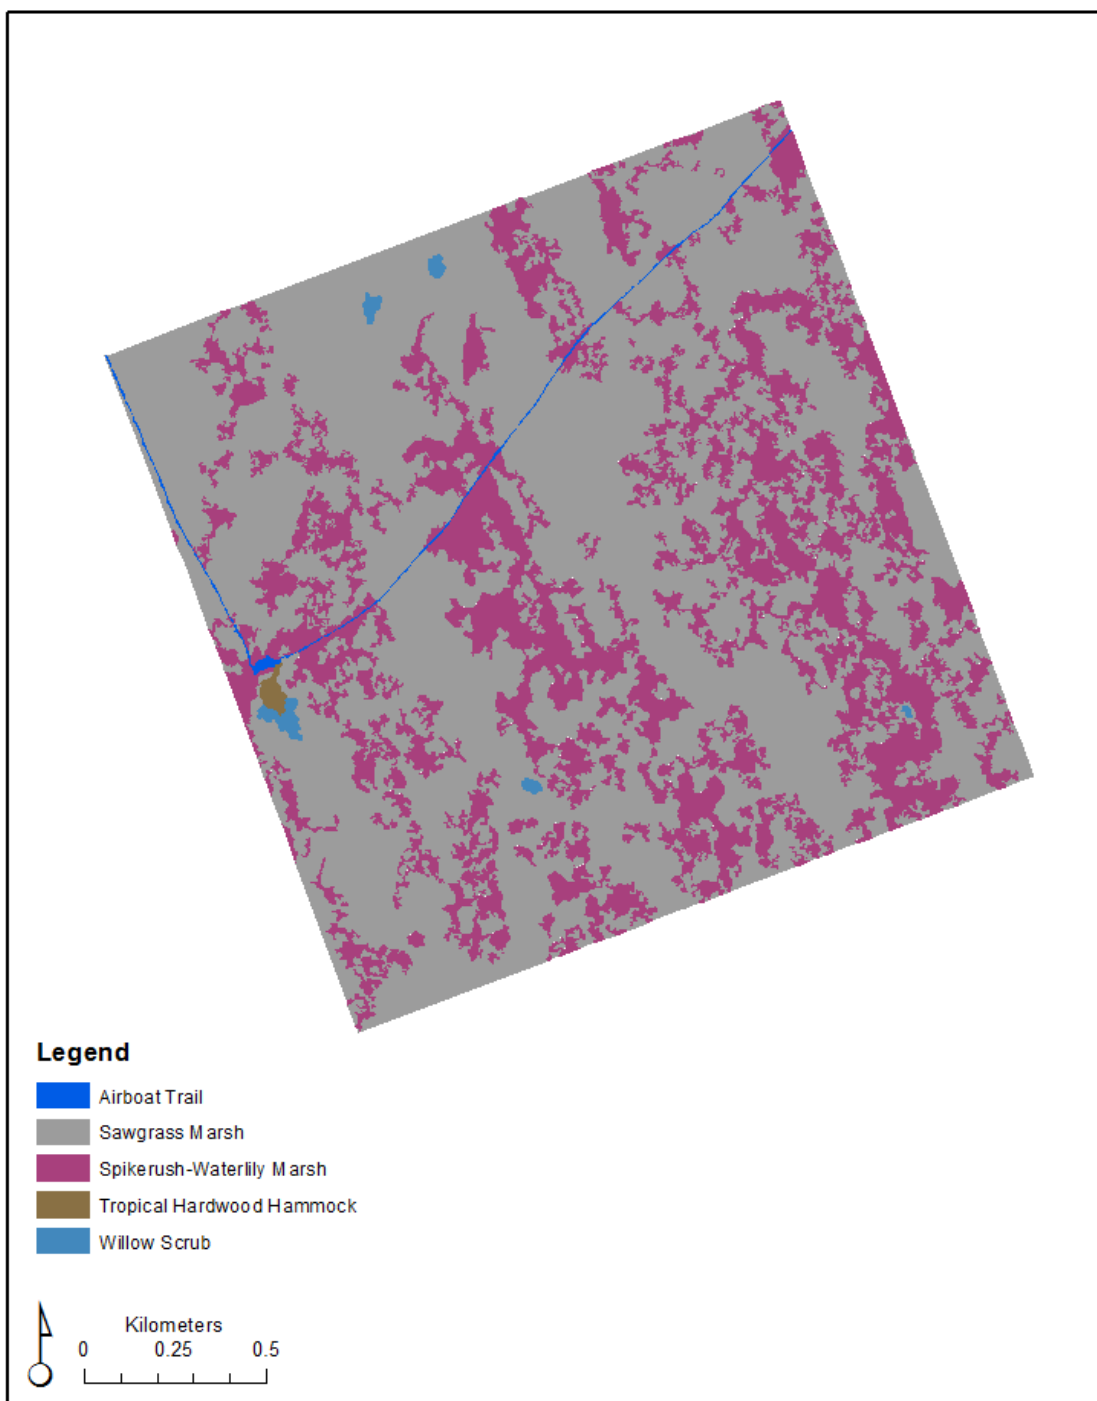 Legend
Airboat Trail
Sawgrass Marsh
Spikerush-Waterlily Marsh
Tropical Hardwood Hammock
Willow Scrub
Kilometers
0 0.25 0.5